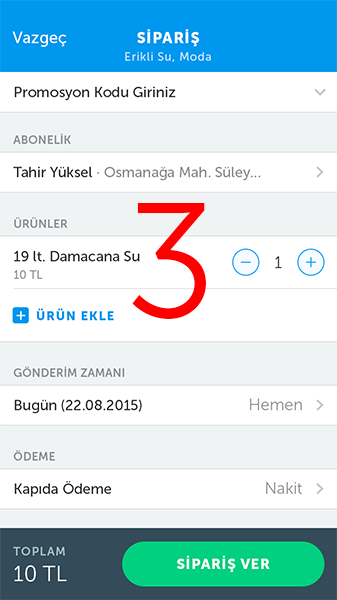 Vazgeç
SİPARİŞ
Erikli Su, Moda
Promosyon Kodu Giriniz
ABONELİK
Tahir Yüksel · Osmanağa Mah. Süley...
ÜRÜNLER
19 lt. Damacana Su
10 TL
1
3
ÜRÜN EKLE
GÖNDERİM ZAMANI
Bugün (22.08.2015) Hemen
ÖDEME
Kapıda Ödeme Nakit
TOPLAM
10 TL
SİPARİŞ VER